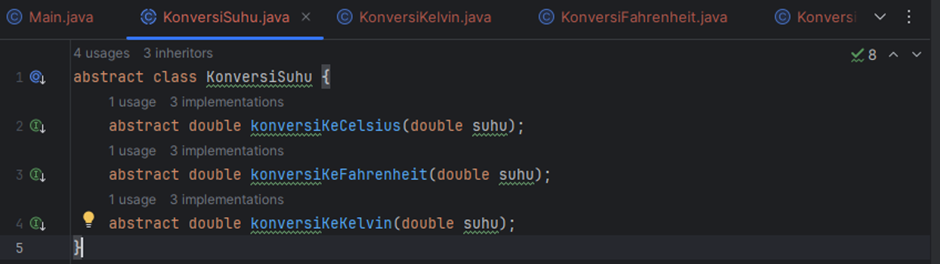 Main.java KonversiSuhu.java KonversiKelvin.java KonversiFahrenheit.java Konversi
4 usages 3 inheritors
8
1 abstract class KonversiSuhu {
1 usage 3 implementations
2 abstract double konversiKeCelsius(double suhu);
1 usage 3 implementations
3 abstract double konversiKeFahrenheit(double suhu);
1 usage 3 implementations
4 abstract double konversiKeKelvin(double suhu);
5 }